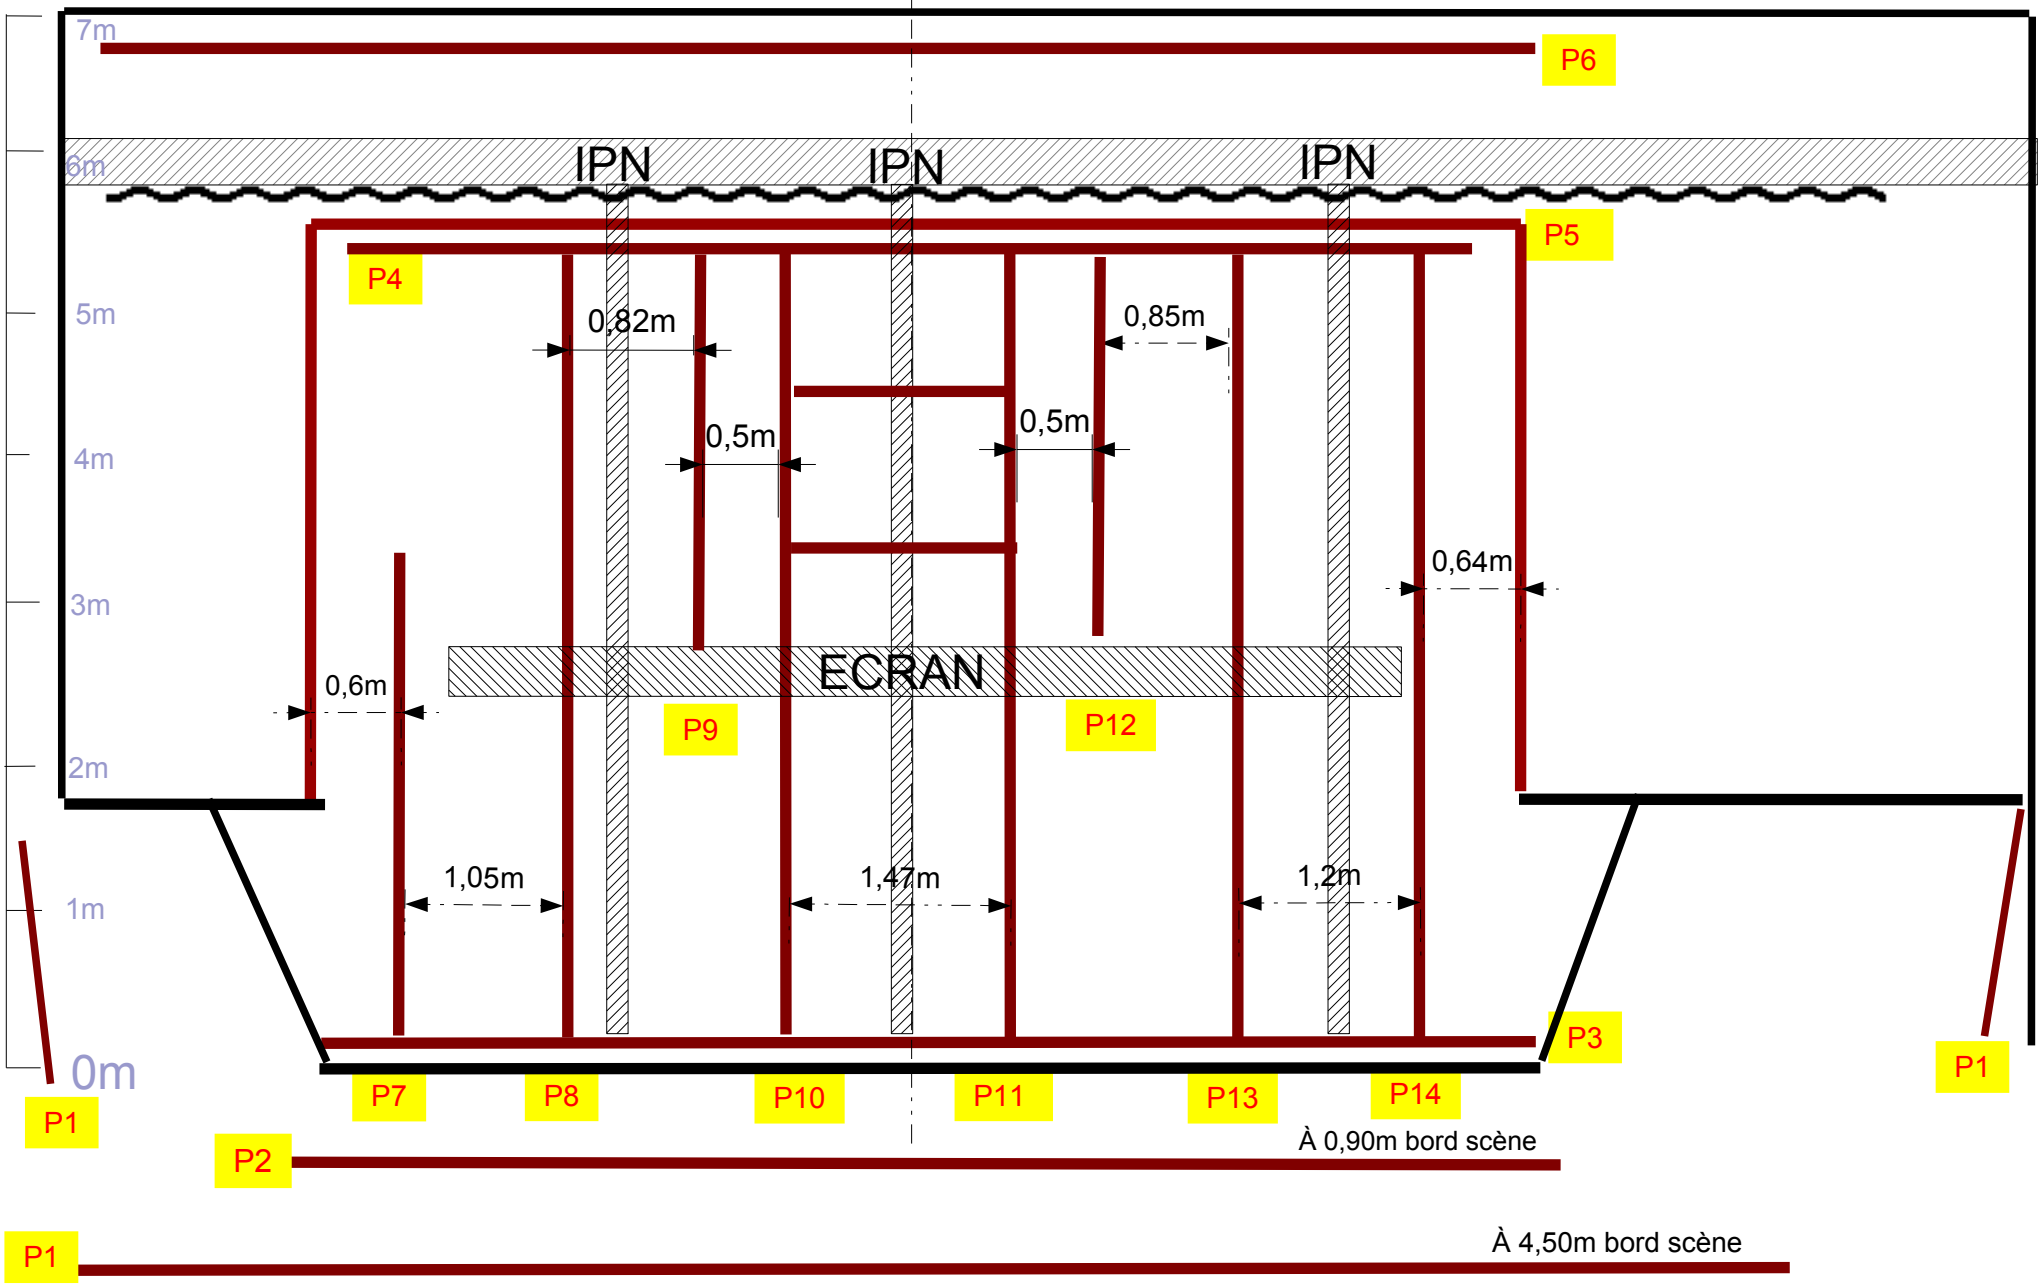 7m
P6
6m
IPN
IPN
IPN
P5
P4
5m
0,82m
0,85m
4m
0,5m
0,5m
3m
0,64m
ECRAN
0,6m
P9
P12
2m
1,05m
1,47m
1,2m
1m
P3
0m
P1
P7
P8
P10
P11
P13
P14
P1
P2
À 0,90m bord scène
P1
À 4,50m bord scène